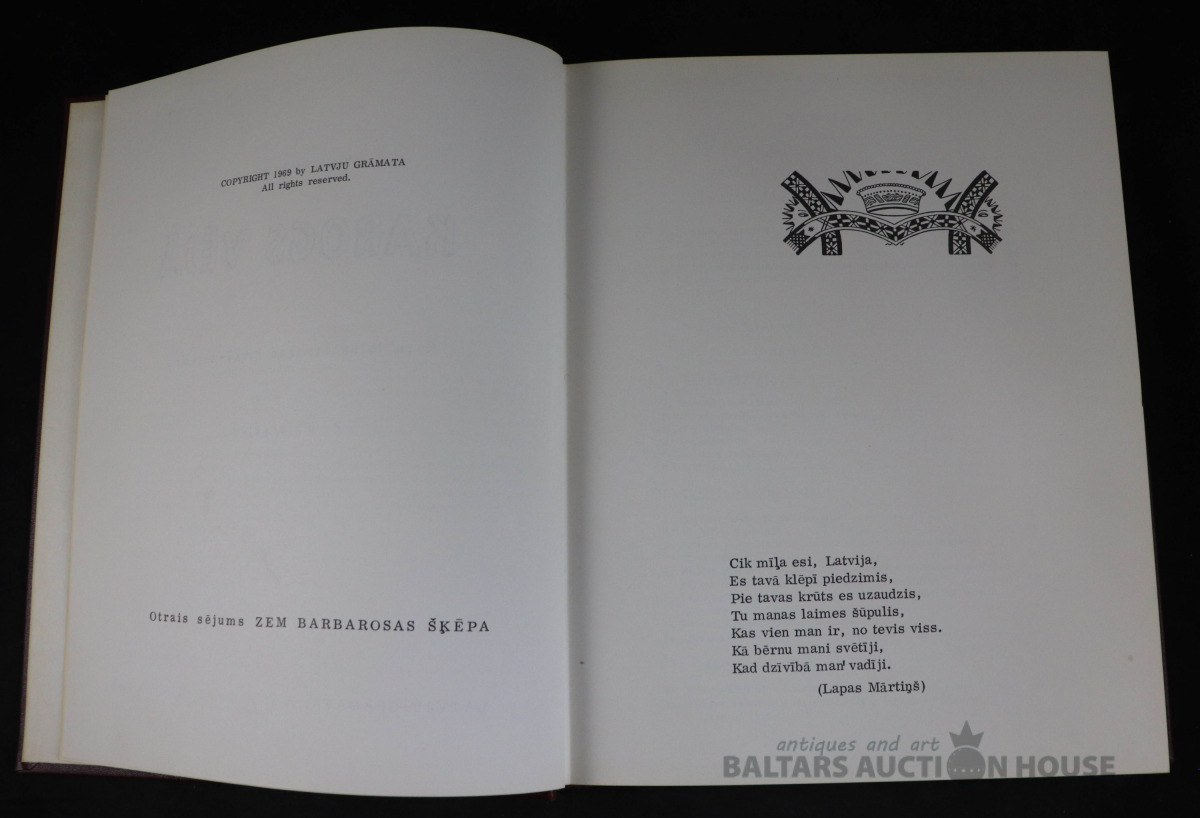 COPYRIGHT 1969 by LATVJU GRĀMATA
All rights reserved.
Otrais sējums ZEM BARBAROSAS ŠĶĒPA
Cik mīļa esi, Latvija,
Es tavā klēpī piedzimis,
Pie tavas krūts es uzaudzis,
Tu manas laimes šūpulis,
Kas vien man ir, no tevis viss.
Kā bērnu mani svētīji,
Kad dzīvībā man' vadīji.
(Lapas Mārtiņš)
antiques and art
BALTARS AUCTION HOUSE